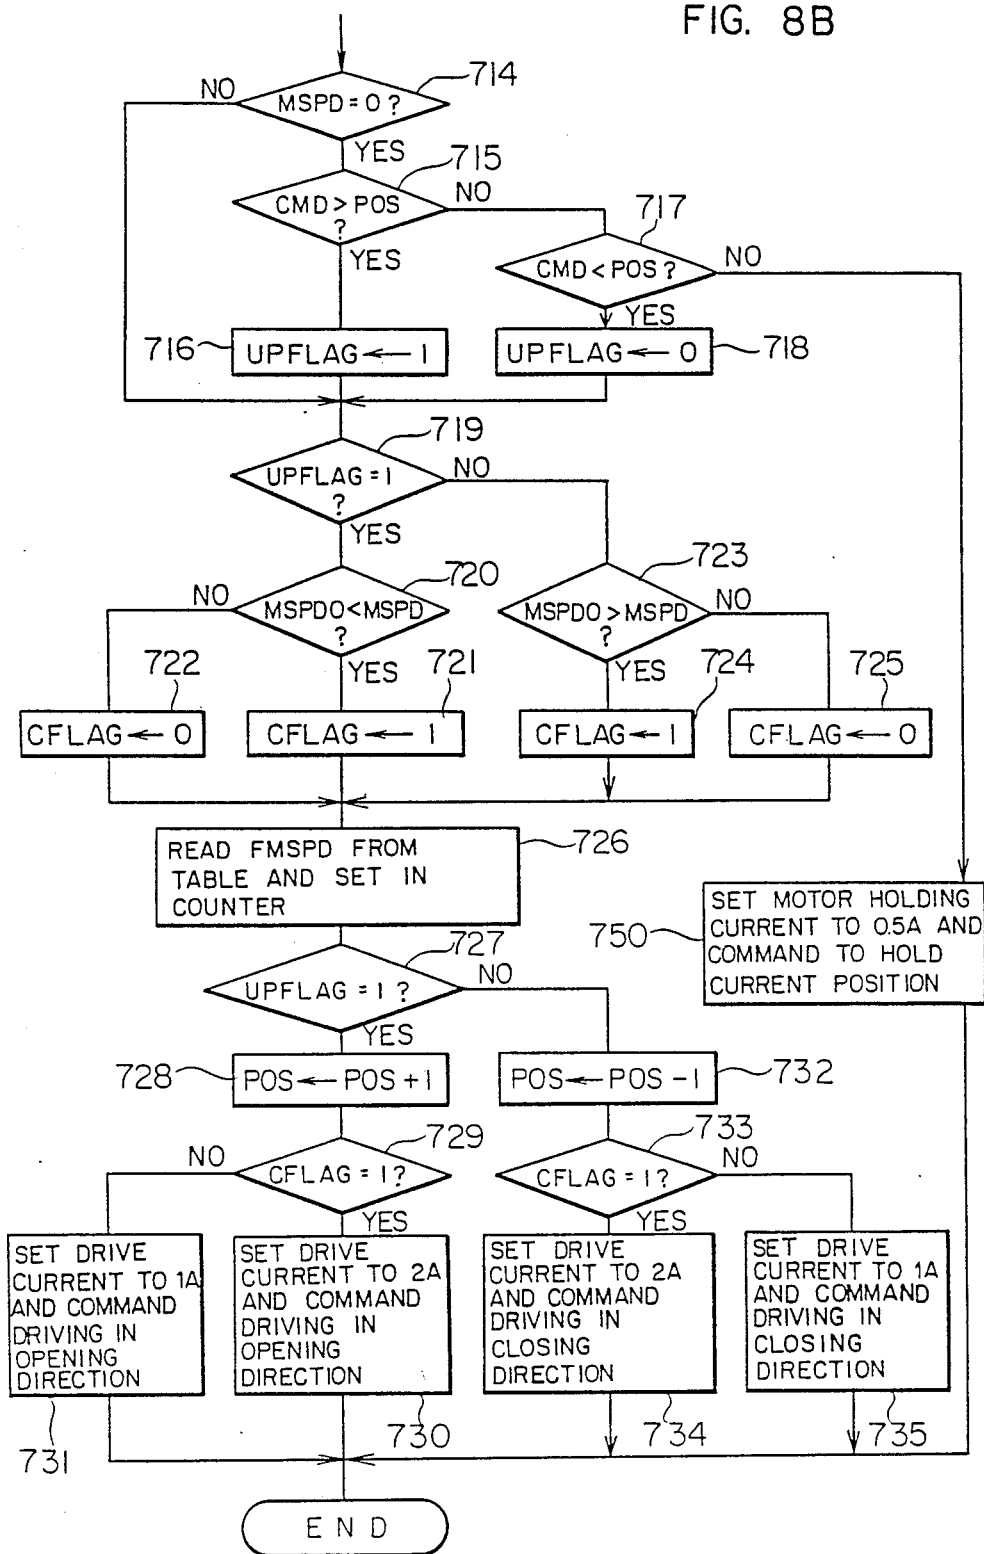 FIG. 8B
714
NO
MSPD = 0 ?
YES
715
CMD > POS
?
NO
717
YES
CMD < POS ?
NO
YES
716
UPFLAG ← 1
UPFLAG ← 0
718
719
UPFLAG = 1
?
NO
YES
720
723
NO
MSPDO < MSPD
?
MSPDO > MSPD
?
NO
722
YES
721
YES
724
725
CFLAG ← 0
CFLAG ← 1
CFLAG ← 1
CFLAG ← 0
READ FMSPD FROM
TABLE AND SET IN
COUNTER
726
SET MOTOR HOLDING
CURRENT TO 0.5A AND
COMMAND TO HOLD
CURRENT POSITION
750
727
UPFLAG = 1 ?
NO
YES
728
POS ← POS + 1
POS ← POS - 1
732
729
733
NO
CFLAG = 1 ?
CFLAG = 1 ?
NO
YES
YES
SET DRIVE
CURRENT TO 1A
AND COMMAND
DRIVING IN
OPENING
DIRECTION
SET DRIVE
CURRENT TO 2A
AND COMMAND
DRIVING IN
OPENING
DIRECTION
SET DRIVE
CURRENT TO 2A
AND COMMAND
DRIVING IN
CLOSING
DIRECTION
SET DRIVE
CURRENT TO 1A
AND COMMAND
DRIVING IN
CLOSING
DIRECTION
731
730
734
735
END